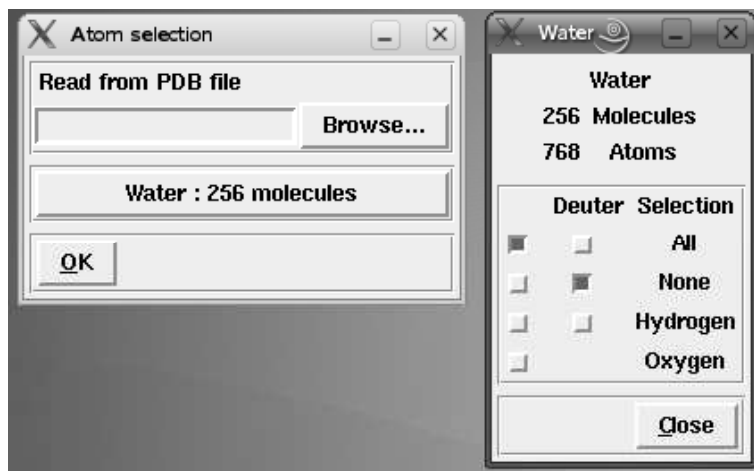 Atom selection
Read from PDB file
Browse...
Water : 256 molecules
OK
Water
Water
256 Molecules
768 Atoms
Deuter Selection
All
None
Hydrogen
Oxygen
Close